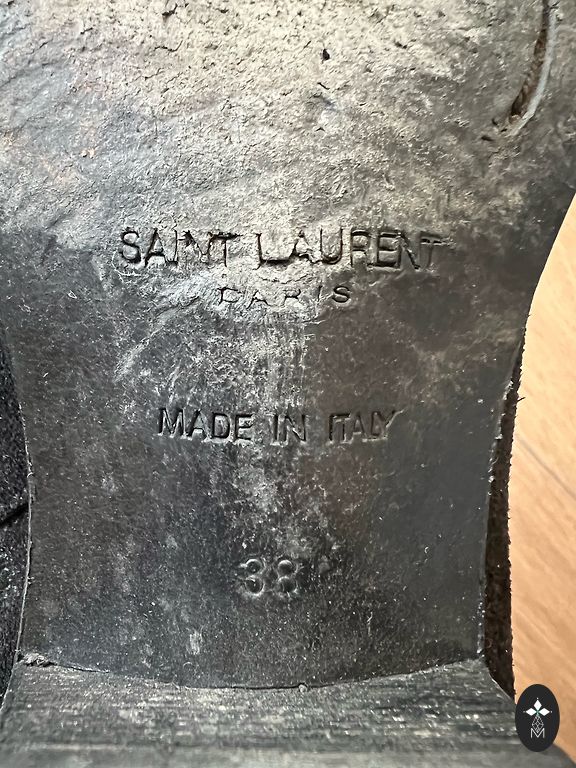 SAINT LAURENT
PARIS
MADE IN ITALY
38
M